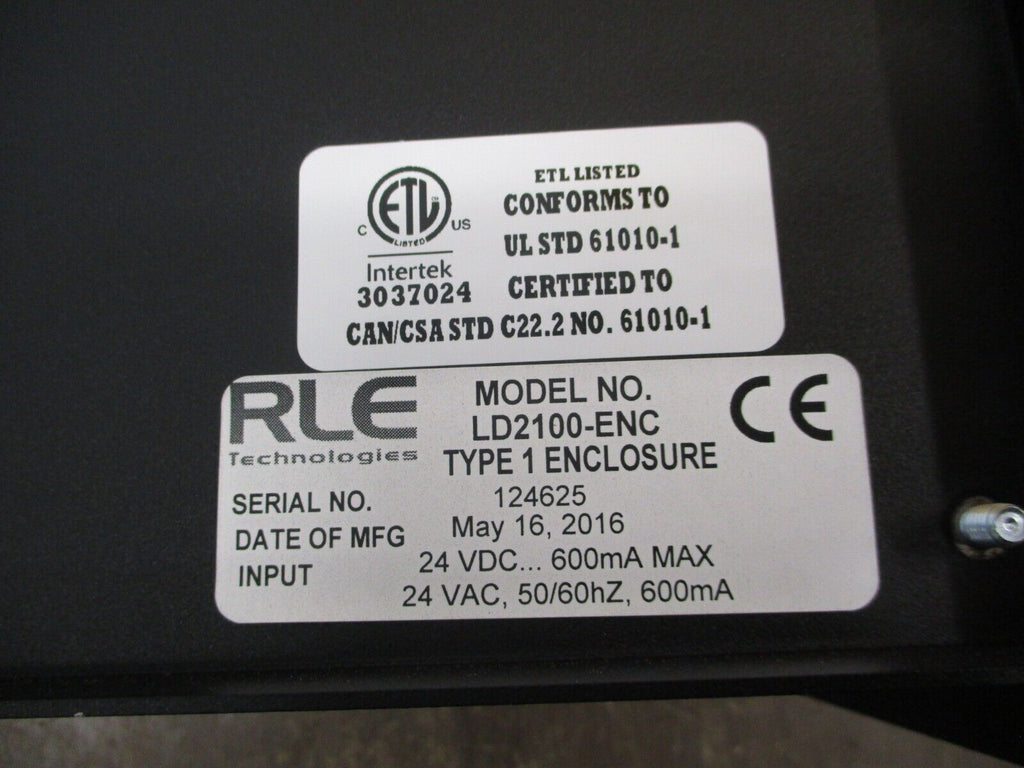 ETL LISTED
CONFORMS TO
UL STD 61010-1
CERTIFIED TO
CAN/CSA STD C22.2 NO. 61010-1
C ETL US
LISTED
Intertek
3037024
RLE
Technologies
MODEL NO.
LD2100-ENC
TYPE 1 ENCLOSURE
CE
SERIAL NO. 124625
DATE OF MFG May 16, 2016
INPUT 24 VDC... 600mA MAX
24 VAC, 50/60hZ, 600mA